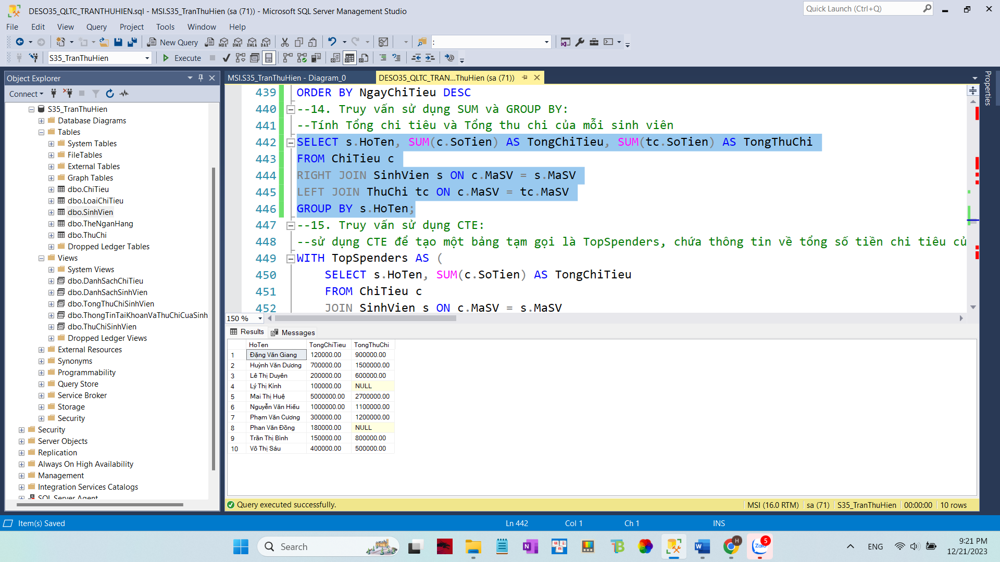 DESO35_QLTC_TRANTHUHIEN.sql - MSI.S35_TranThuHien (sa (71)) - Microsoft SQL Server Management Studio
Quick Launch (Ctrl+Q)
File Edit View Query Project Tools Window Help
New Query
MDX DMX XMLA DAX
:
S35_TranThuHien
Execute
Object Explorer
Connect
S35_TranThuHien
Database Diagrams
Tables
System Tables
FileTables
External Tables
Graph Tables
dbo.ChiTieu
dbo.LoaiChiTieu
dbo.SinhVien
dbo.TheNganHang
dbo.ThuChi
Dropped Ledger Tables
Views
System Views
dbo.DanhSachChiTieu
dbo.DanhSachSinhVien
dbo.TongThuChiSinhVien
dbo.ThongTinTaiKhoanVaThuChiCuaSinh
dbo.ThuChiSinhVien
Dropped Ledger Views
External Resources
Synonyms
Programmability
Query Store
Service Broker
Storage
Security
Security
Server Objects
Replication
Always On High Availability
Management
Integration Services Catalogs
SQL Server Agent
MSI.S35_TranThuHien - Diagram_0
DESO35_QLTC_TRAN...ThuHien (sa (71))
Properties
439 ORDER BY NgayChiTieu DESC
440 --14. Truy vấn sử dụng SUM và GROUP BY:
441 --Tính Tổng chi tiêu và Tổng thu chi của mỗi sinh viên
442 SELECT s.HoTen, SUM(c.SoTien) AS TongChiTieu, SUM(tc.SoTien) AS TongThuChi
443 FROM ChiTieu c
444 RIGHT JOIN SinhVien s ON c.MaSV = s.MaSV
445 LEFT JOIN ThuChi tc ON c.MaSV = tc.MaSV
446 GROUP BY s.HoTen;
447 --15. Truy vấn sử dụng CTE:
448 --sử dụng CTE để tạo một bảng tạm gọi là TopSpenders, chứa thông tin về tổng số tiền chi tiêu củ
449 WITH TopSpenders AS (
450 SELECT s.HoTen, SUM(c.SoTien) AS TongChiTieu
451 FROM ChiTieu c
452 JOIN SinhVien s ON c.MaSV = s.MaSV
150 %
Results Messages
HoTen TongChiTieu TongThuChi
1 Đặng Văn Giang 120000.00 900000.00
2 Huỳnh Văn Dương 700000.00 1500000.00
3 Lê Thị Duyên 200000.00 600000.00
4 Lý Thị Kính 100000.00 NULL
5 Mai Thị Huệ 5000000.00 2700000.00
6 Nguyễn Văn Hiếu 1000000.00 1100000.00
7 Phạm Văn Cương 300000.00 1200000.00
8 Phan Văn Đông 180000.00 NULL
9 Trần Thị Bình 150000.00 800000.00
10 Võ Thị Sáu 400000.00 500000.00
Query executed successfully.
MSI (16.0 RTM) sa (71) S35_TranThuHien 00:00:00 10 rows
Item(s) Saved
Ln 442 Col 1 Ch 1 INS
Search
Zalo 5
H
ENG
9:21 PM
12/21/2023